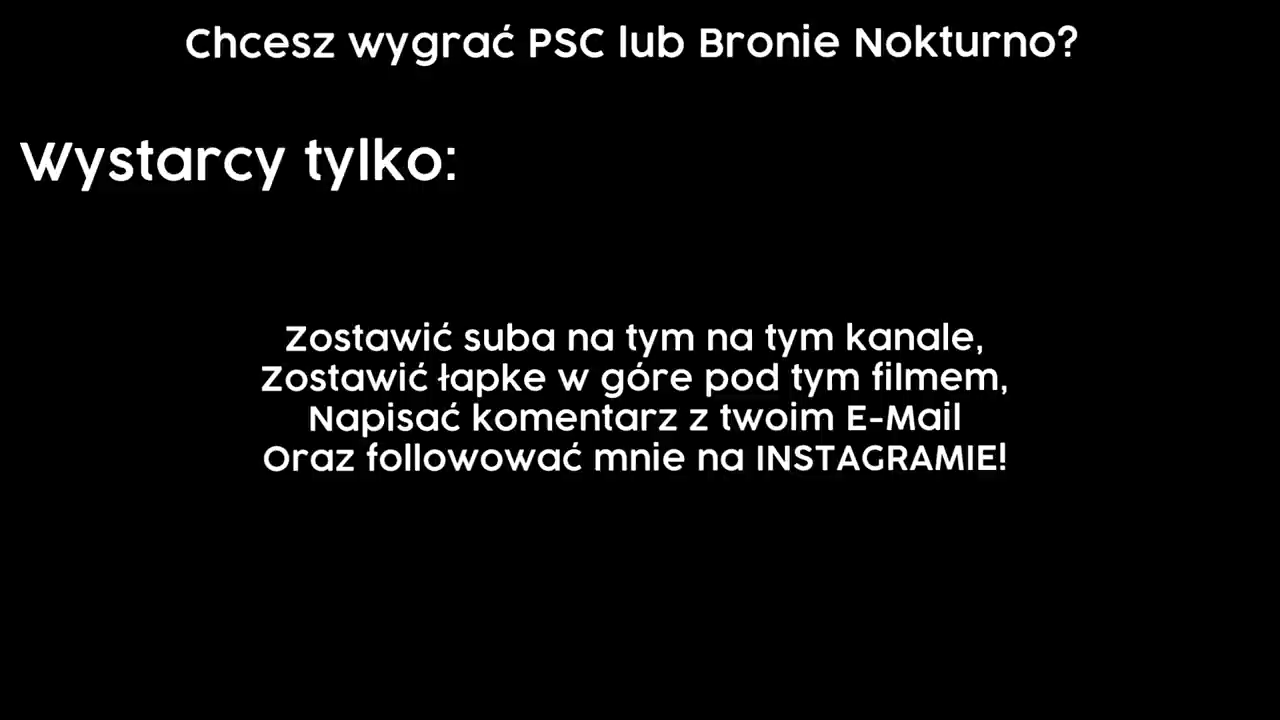 Chcesz wygrać PSC lub Bronie Nokturno?
Wystarcy tylko:
Zostawić suba na tym na tym kanale,
Zostawić łapke w góre pod tym filmem,
Napisać komentarz z twoim E-Mail
Oraz followować mnie na INSTAGRAMIE!